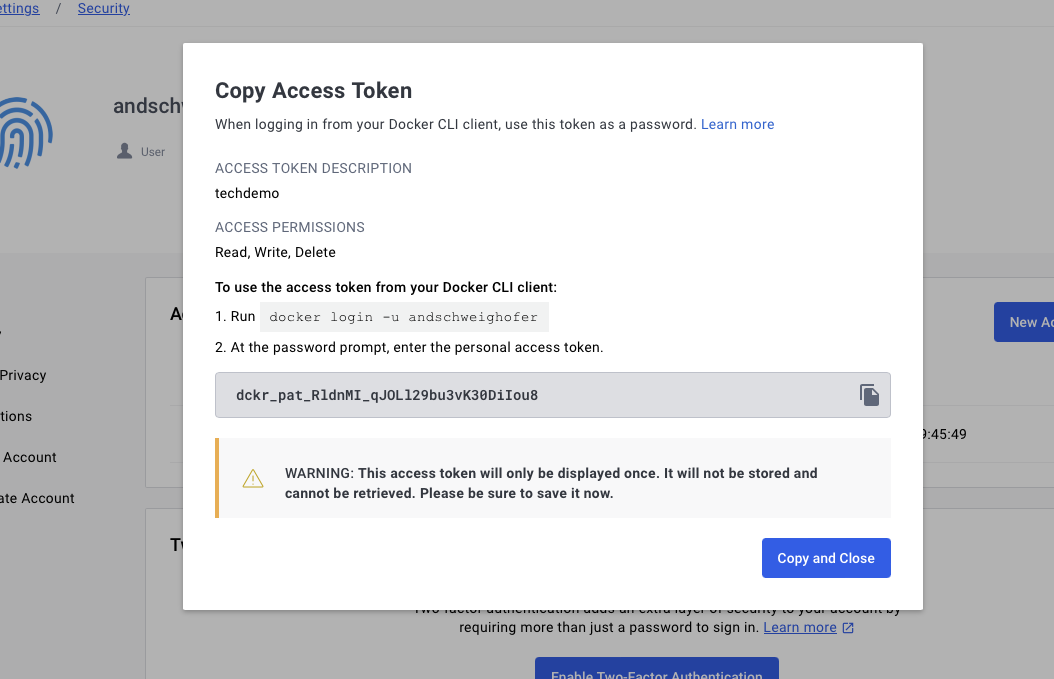 ettings / Security
andschw
User
Copy Access Token
When logging in from your Docker CLI client, use this token as a password. Learn more
ACCESS TOKEN DESCRIPTION
techdemo
ACCESS PERMISSIONS
Read, Write, Delete
To use the access token from your Docker CLI client:
1. Run docker login -u andschweighofer
2. At the password prompt, enter the personal access token.
dckr_pat_RldnMI_qJOLl29bu3vK30DiIou8
WARNING: This access token will only be displayed once. It will not be stored and
cannot be retrieved. Please be sure to save it now.
Copy and Close
New Ac
9:45:49
Privacy
tions
Account
ate Account
Two-factor authentication adds an extra layer of security to your account by
requiring more than just a password to sign in. Learn more
Enable Two-Factor Authentication